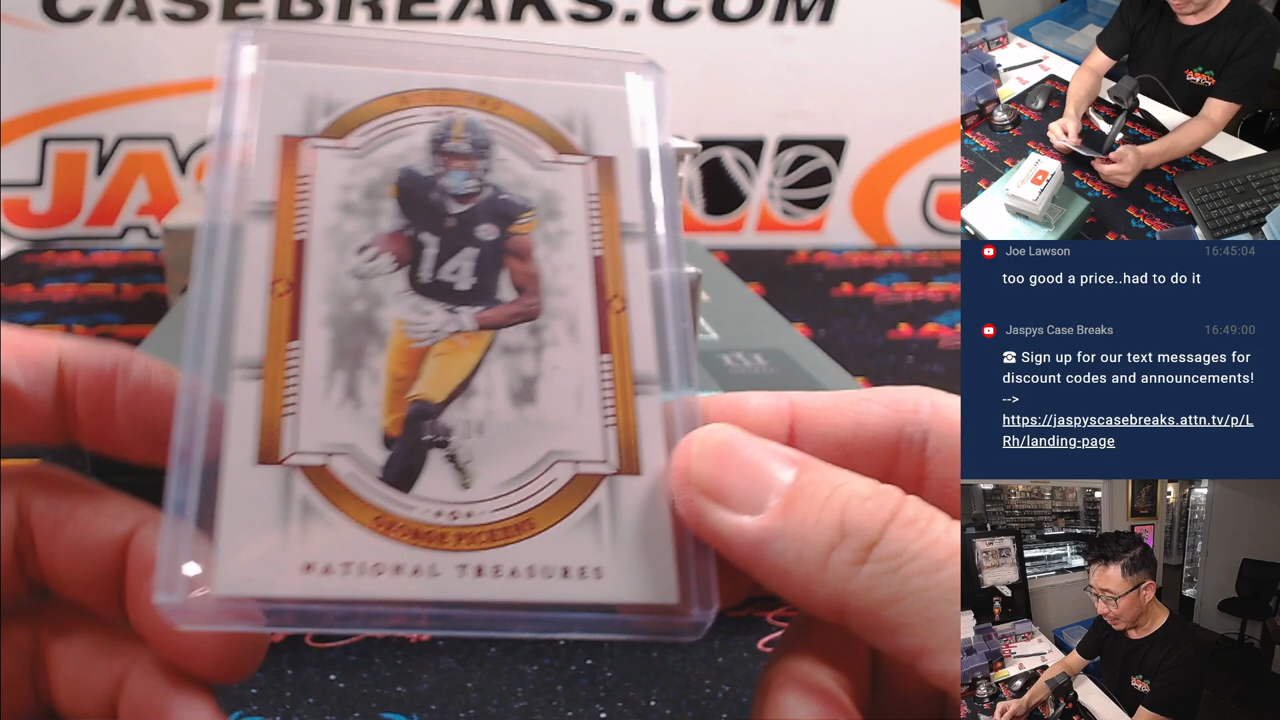 CASEBREAKS.COM
JAS
14
GEORGE PICKENS
NATIONAL TREASURES
Joe Lawson 16:45:04
too good a price..had to do it
Jaspys Case Breaks 16:49:00
☎ Sign up for our text messages for
discount codes and announcements!
-->
https://jaspyscasebreaks.attn.tv/p/L
Rh/landing-page